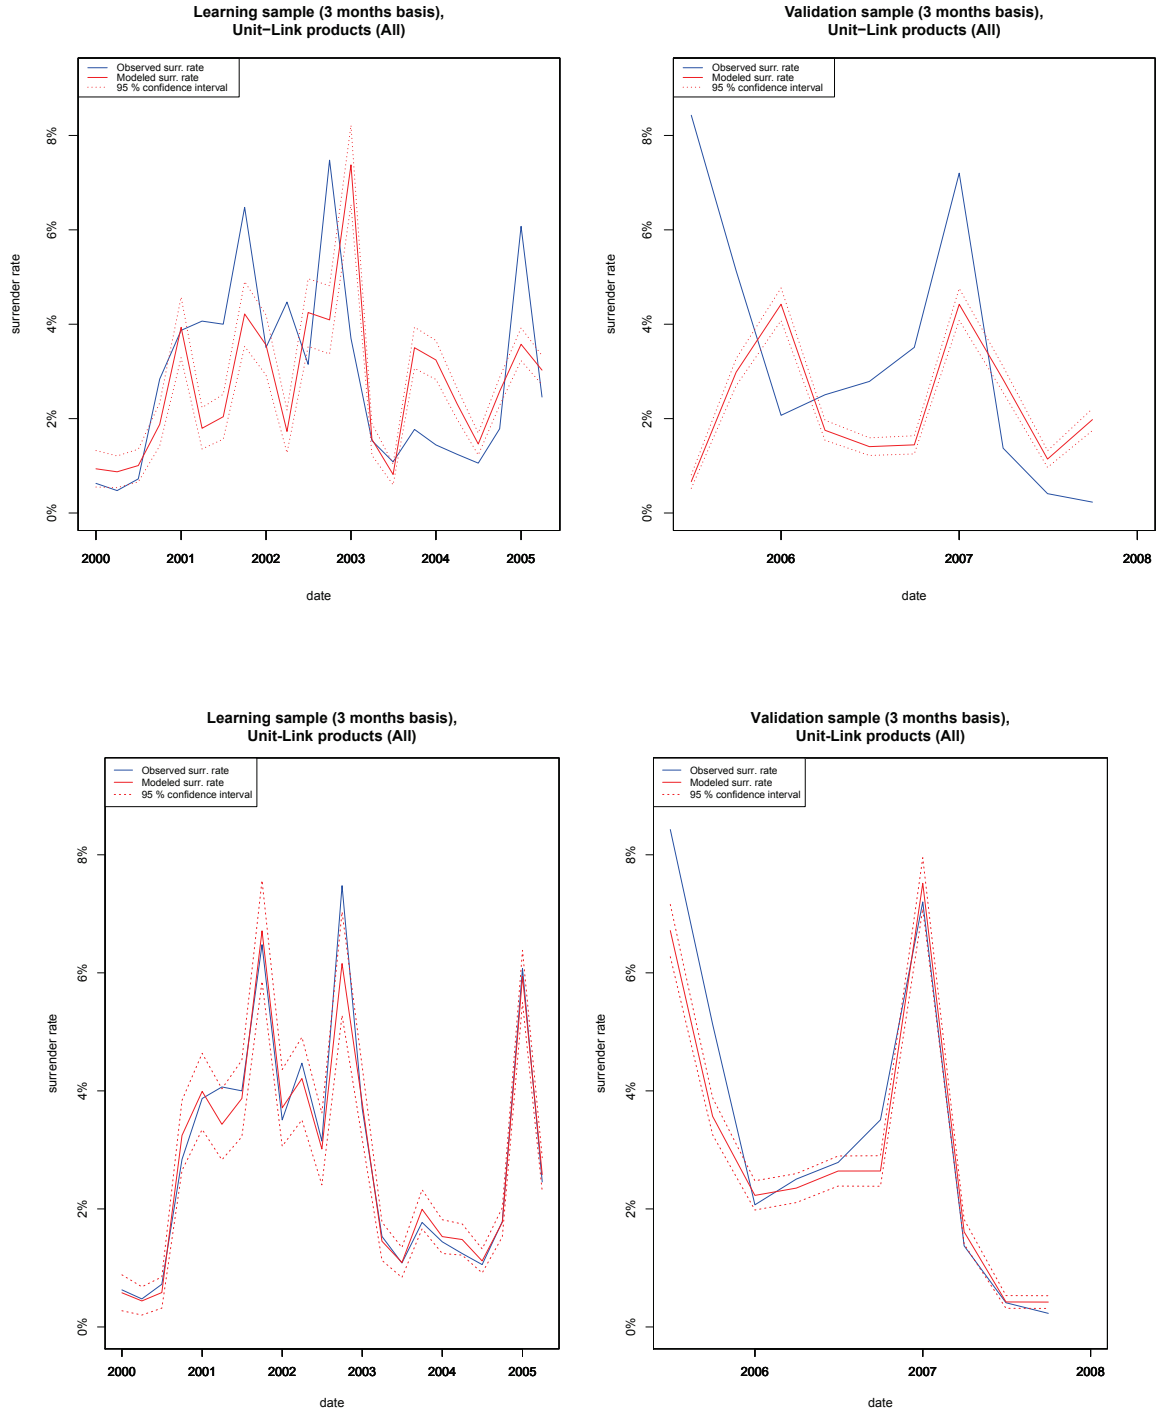 Learning sample (3 months basis),
Unit−Link products (All)
Observed surr. rate
Modeled surr. rate
95 % confidence interval
surrender rate
8%
6%
4%
2%
0%
2000
2001
2002
2003
2004
2005
date
Validation sample (3 months basis),
Unit−Link products (All)
Observed surr. rate
Modeled surr. rate
95 % confidence interval
surrender rate
8%
6%
4%
2%
0%
2006
2007
2008
date
Learning sample (3 months basis),
Unit-Link products (All)
Observed surr. rate
Modeled surr. rate
95 % confidence interval
surrender rate
8%
6%
4%
2%
0%
2000
2001
2002
2003
2004
2005
date
Validation sample (3 months basis),
Unit-Link products (All)
Observed surr. rate
Modeled surr. rate
95 % confidence interval
surrender rate
8%
6%
4%
2%
0%
2006
2007
2008
date